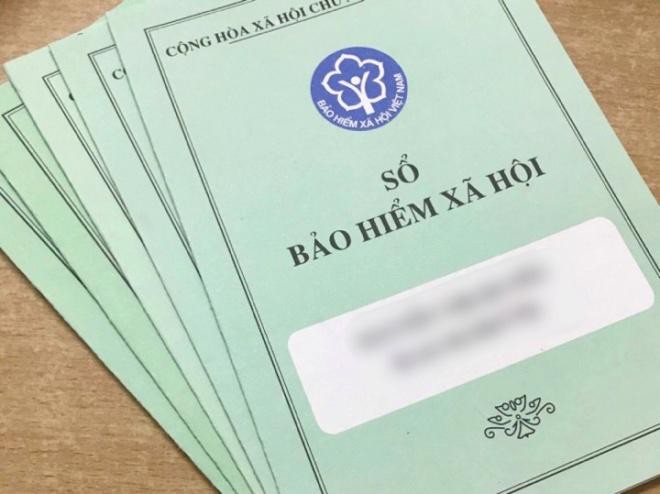 CỘNG HÒA XÃ HỘI CHỦ
BẢO HIỂM XÃ HỘI VIỆT NAM
SỔ
BẢO HIỂM XÃ HỘI